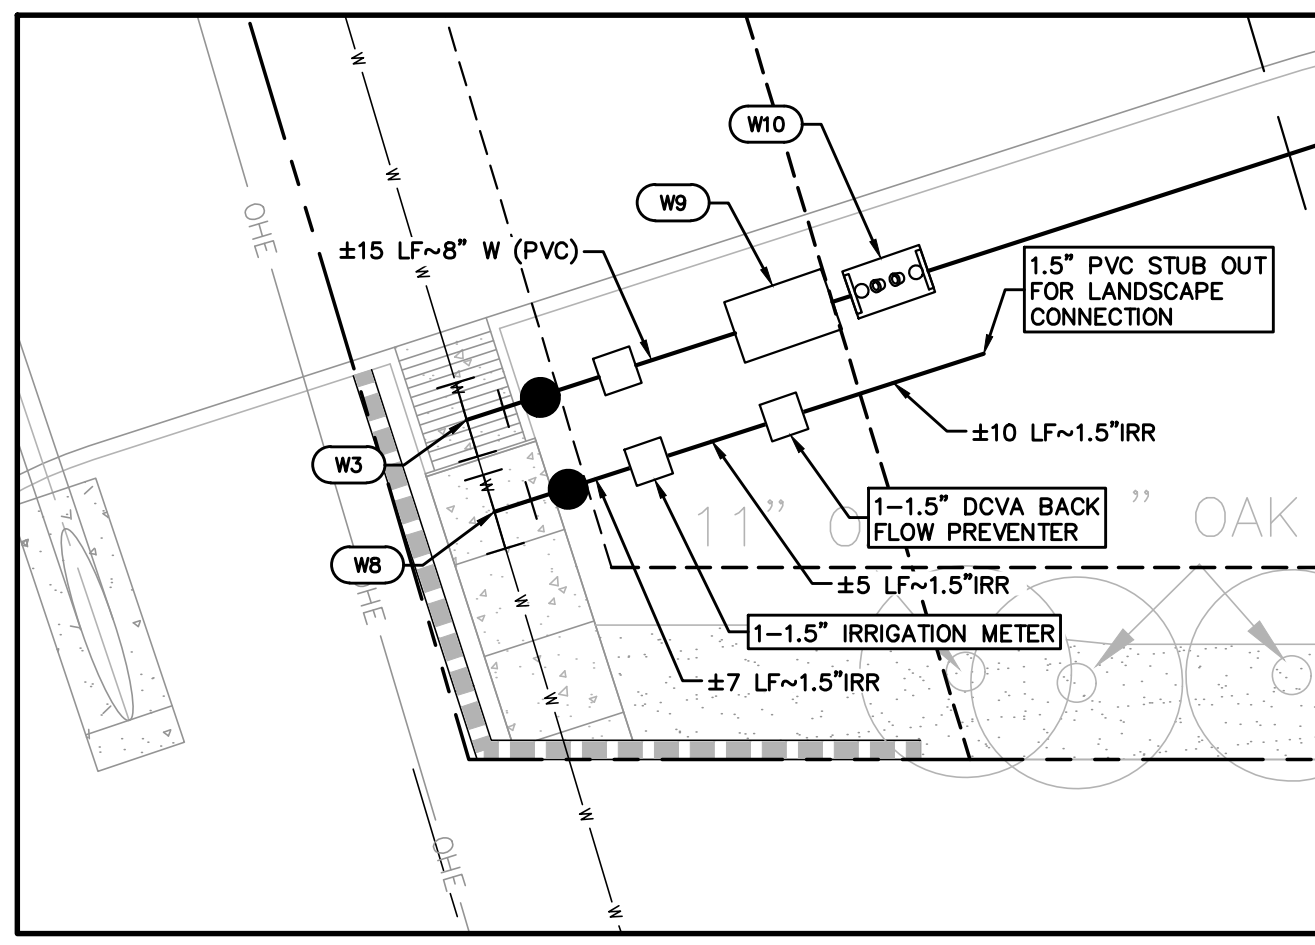 W10
W9
±15 LF~8" W (PVC)
1.5" PVC STUB OUT
FOR LANDSCAPE
CONNECTION
±10 LF~1.5"IRR
W3
W8
1-1.5" DCVA BACK
FLOW PREVENTER
11" O
" OAK
±5 LF~1.5"IRR
1-1.5" IRRIGATION METER
±7 LF~1.5"IRR
OHE
OHE
OHE
W
W
W
W
W
W
W
W
W